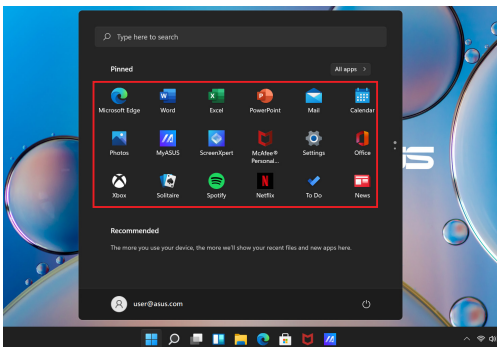 Type here to search
Pinned
All apps >
Microsoft Edge
Word
Excel
PowerPoint
Mail
Calendar
Photos
MyASUS
ScreenXpert
McAfee®
Personal...
Settings
Office
Xbox
Solitaire
Spotify
Netflix
To Do
News
Recommended
The more you use your device, the more we'll show your recent files and new apps here.
user@asus.com